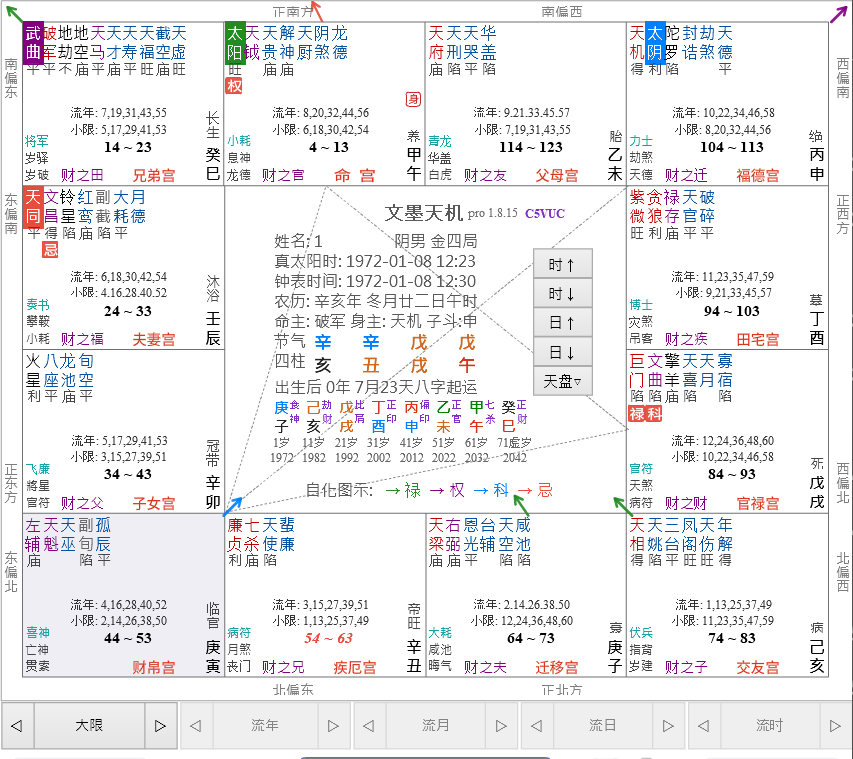 正南方
南偏西
南偏东
东偏南
正东方
东偏北
西偏南
正西方
西偏北
北偏西
北偏东
正北方
武破地地天天天截天
曲军劫空马才寿福空虚
平平不庙平庙平旺庙旺
流年: 7,19,31,43,55
小限: 5,17,29,41,53
14 ~ 23
将军
岁驿
岁破
财之田
兄弟宫
长生
癸巳
太天天解天阴龙
阳钺贵神厨煞德
旺 庙庙
权
身
流年: 8,20,32,44,56
小限: 6,18,30,42,54
4 ~ 13
小耗
息神
龙德
财之官
命 宫
养
甲午
天天天华
府刑哭盖
庙陷平陷
流年: 9.21.33.45.57
小限: 7,19,31,43,55
114 ~ 123
青龙
华盖
白虎
财之友
父母宫
胎
乙未
天太陀封劫天
机阴罗诰煞德
得利陷 平
流年: 10,22,34,46,58
小限: 8,20,32,44,56
104 ~ 113
力士
劫煞
天德
财之迁
福德宫
绝
丙申
天文铃红副大月
同昌星鸾截耗德
平得陷庙陷平
忌
流年: 6,18,30,42,54
小限: 4.16.28.40.52
24 ~ 33
奏书
攀鞍
小耗
财之福
夫妻宫
沐浴
壬辰
文墨天机 pro 1.8.15 C5VUC
姓名: 1 阴男 金四局
真太阳时: 1972-01-08 12:23
钟表时间: 1972-01-08 12:30
农历: 辛亥年 冬月廿二日午时
命主: 破军 身主: 天机 子斗:申
节气 辛 辛 戊 戊
四柱 亥 丑 戌 午
出生后 0年 7月23天八字起运
庚食神 己劫财 戊比肩 丁正印 丙偏印 乙正官 甲七杀 癸正财
子 亥 戌 酉 申 未 午 巳
1岁 11岁 21岁 31岁 41岁 51岁 61岁 71虚岁
1972 1982 1992 2002 2012 2022 2032 2042
自化图示: →禄 →权 →科 →忌
时↑
时↓
日↑
日↓
天盘▽
紫贪禄天破
微狼存官碎
旺利庙平平
流年: 11,23,35,47,59
小限: 9,21,33,45,57
94 ~ 103
博士
灾煞
吊客
财之疾
田宅宫
墓
丁酉
火八龙旬
星座池空
利平庙平
流年: 5,17,29,41,53
小限: 3,15,27,39,51
34 ~ 43
飞廉
将星
官符
财之父
子女宫
冠带
辛卯
巨文擎天天寡
门曲羊喜月宿
陷陷庙陷 陷
禄科
流年: 12,24,36,48,60
小限: 10,22,34,46,58
84 ~ 93
官符
天煞
病符
财之财
官禄宫
死
戊戌
左天天副孤
辅魁巫旬辰
庙 陷平
流年: 4,16,28,40,52
小限: 2,14,26,38,50
44 ~ 53
喜神
亡神
贯索
财帛宫
临官
庚寅
廉七天蜚
贞杀使廉
利庙陷
流年: 3,15,27,39,51
小限: 1,13,25,37,49
54 ~ 63
病符
月煞
丧门
财之兄
疾厄宫
帝旺
辛丑
天右恩台天咸
梁弼光辅空池
庙庙平 陷陷
流年: 2.14.26.38.50
小限: 12,24,36,48,60
64 ~ 73
大耗
咸池
晦气
财之夫
迁移宫
衰
庚子
天天三凤天年
相姚台阁伤解
得陷平旺旺得
流年: 1,13,25,37,49
小限: 11,23,35,47,59
74 ~ 83
伏兵
指背
岁建
财之子
交友宫
病
己亥
大限
流年
流月
流日
流时